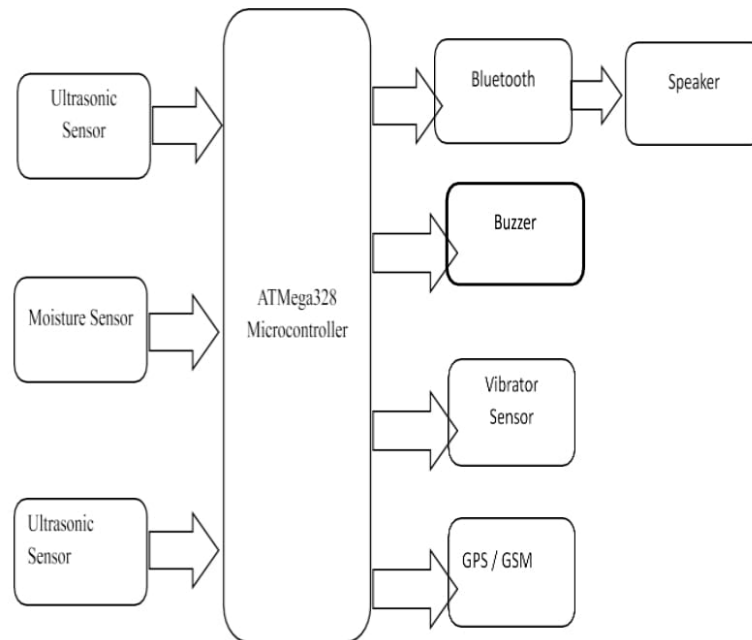 Ultrasonic
Sensor
Moisture Sensor
Ultrasonic
Sensor
ATMega328
Microcontroller
Bluetooth
Speaker
Buzzer
Vibrator
Sensor
GPS / GSM